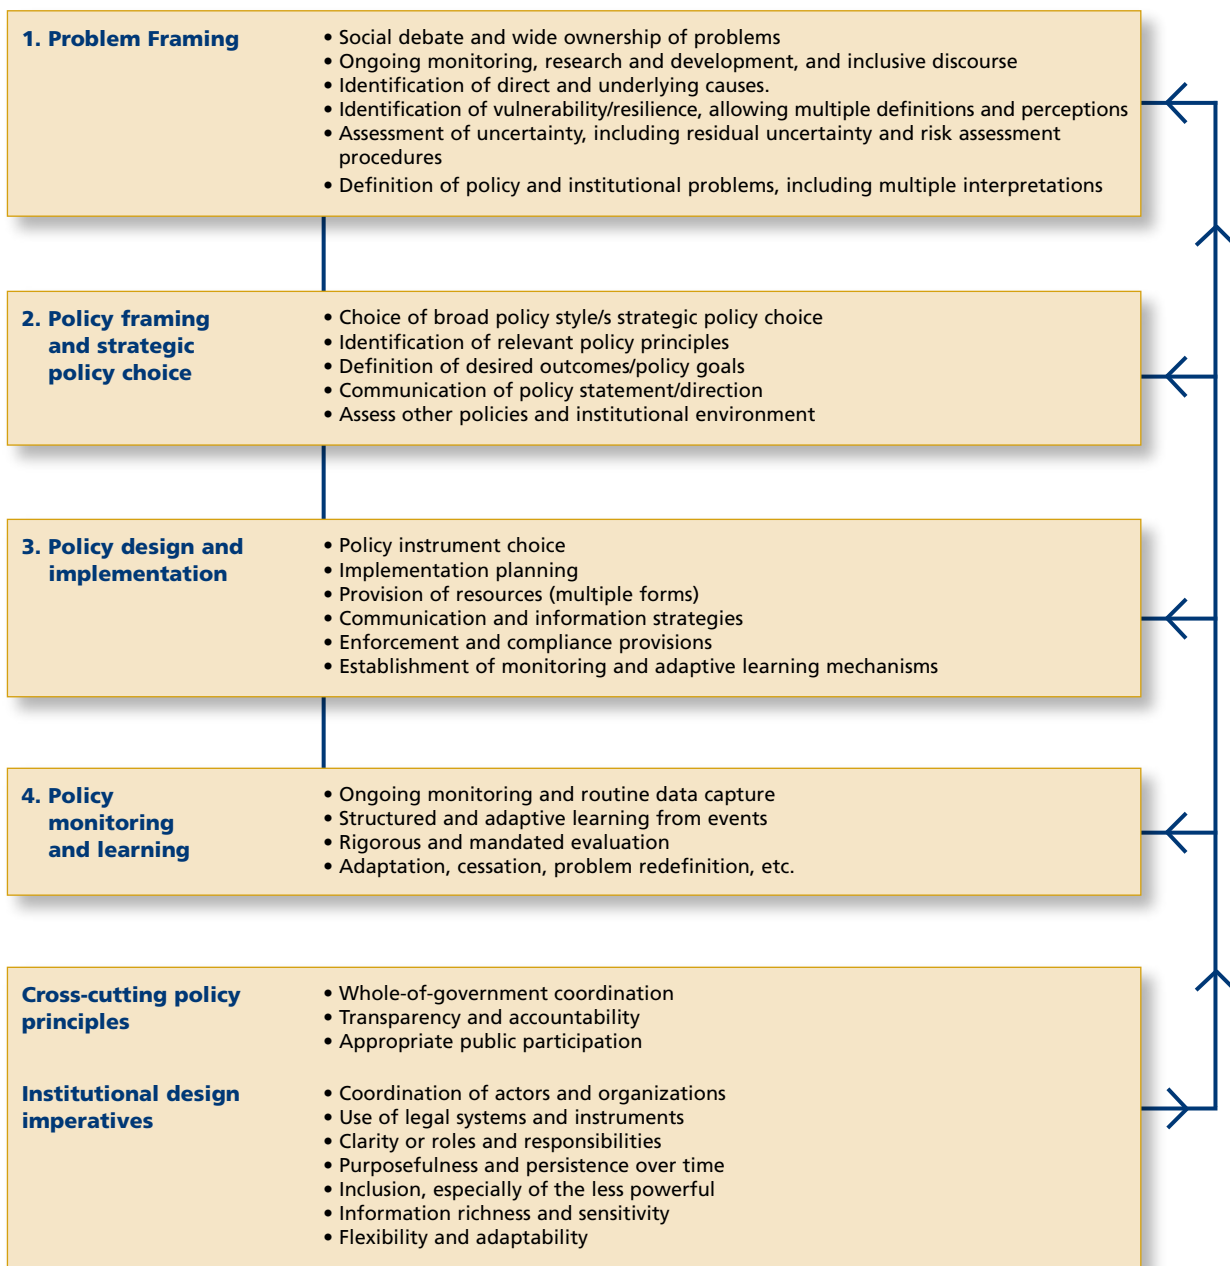 1. Problem Framing
• Social debate and wide ownership of problems
• Ongoing monitoring, research and development, and inclusive discourse
• Identification of direct and underlying causes.
• Identification of vulnerability/resilience, allowing multiple definitions and perceptions
• Assessment of uncertainty, including residual uncertainty and risk assessment
procedures
• Definition of policy and institutional problems, including multiple interpretations
2. Policy framing
and strategic
policy choice
• Choice of broad policy style/s strategic policy choice
• Identification of relevant policy principles
• Definition of desired outcomes/policy goals
• Communication of policy statement/direction
• Assess other policies and institutional environment
3. Policy design and
implementation
• Policy instrument choice
• Implementation planning
• Provision of resources (multiple forms)
• Communication and information strategies
• Enforcement and compliance provisions
• Establishment of monitoring and adaptive learning mechanisms
4. Policy
monitoring
and learning
• Ongoing monitoring and routine data capture
• Structured and adaptive learning from events
• Rigorous and mandated evaluation
• Adaptation, cessation, problem redefinition, etc.
Cross-cutting policy
principles
• Whole-of-government coordination
• Transparency and accountability
• Appropriate public participation
Institutional design
imperatives
• Coordination of actors and organizations
• Use of legal systems and instruments
• Clarity or roles and responsibilities
• Purposefulness and persistence over time
• Inclusion, especially of the less powerful
• Information richness and sensitivity
• Flexibility and adaptability